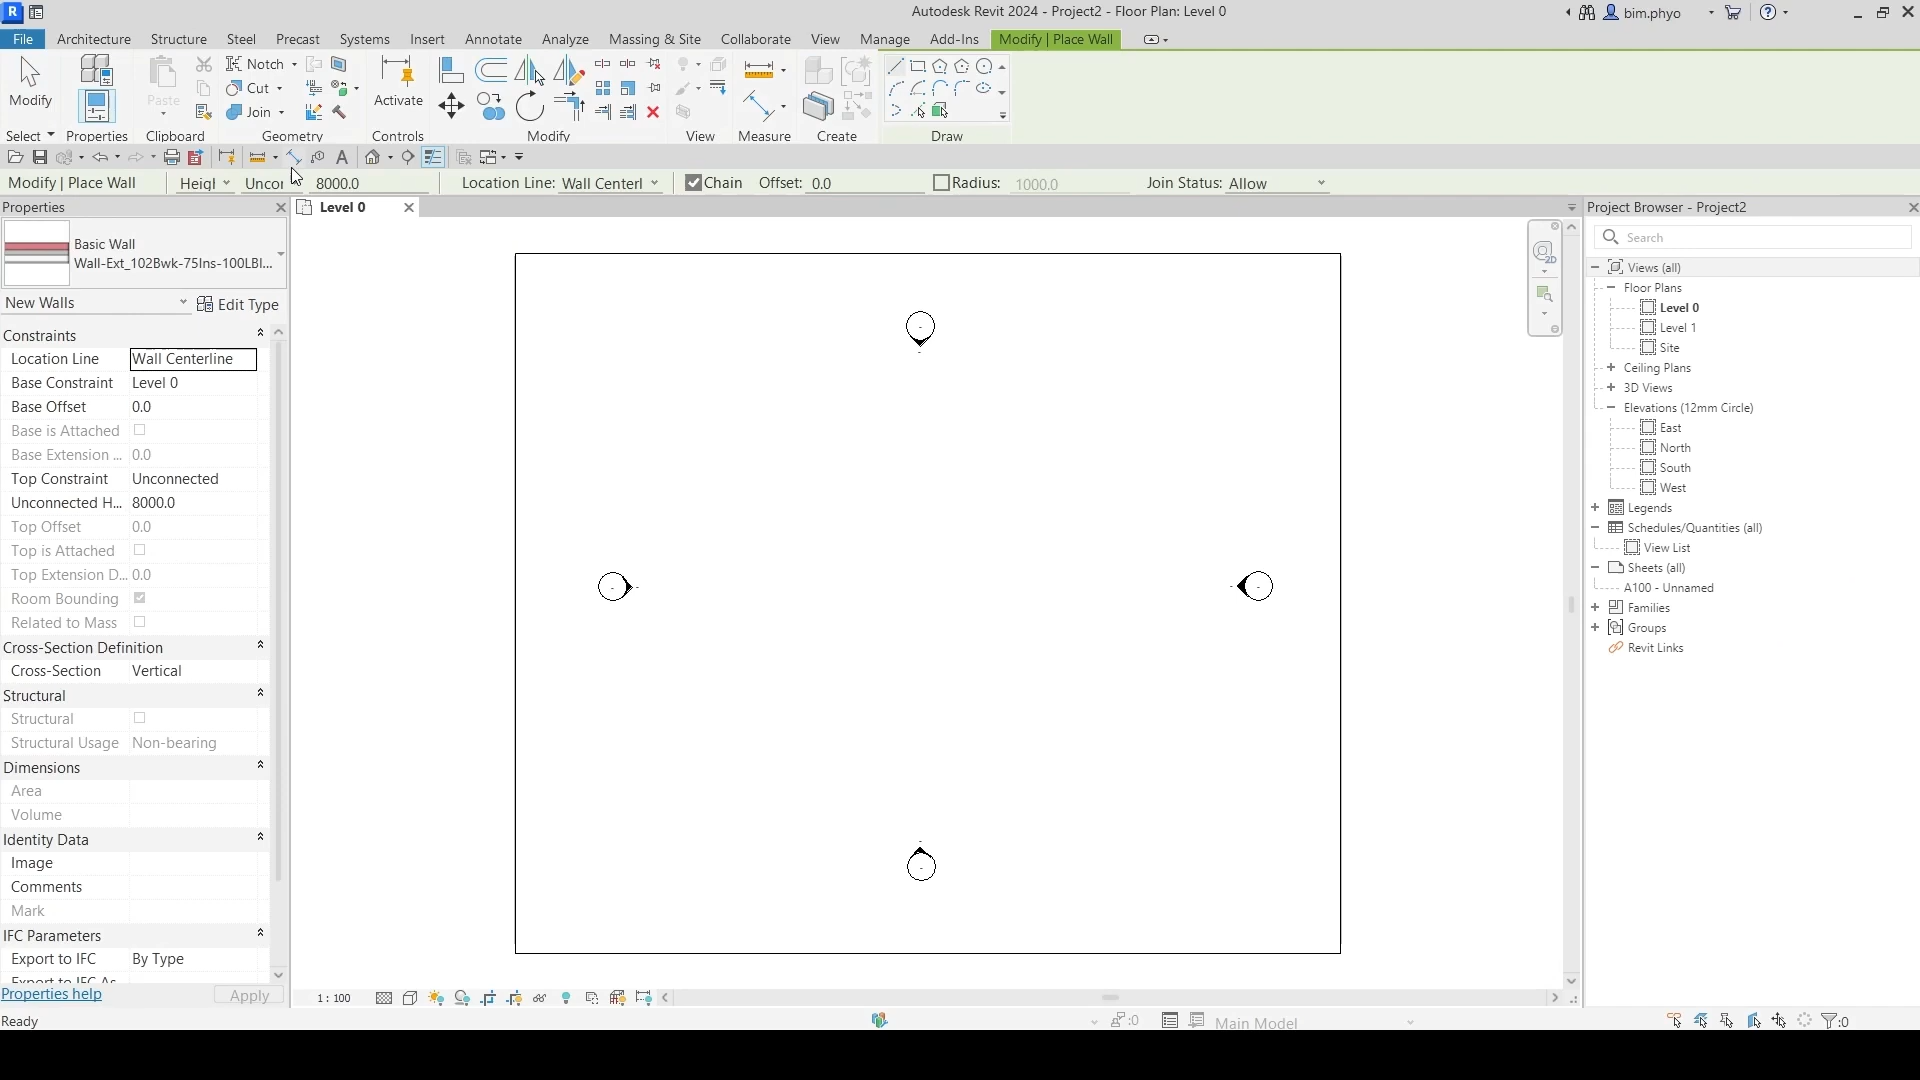 Autodesk Revit 2024 - Project2 - Floor Plan: Level 0
bim.phyo
File Architecture Structure Steel Precast Systems Insert Annotate Analyze Massing & Site Collaborate View Manage Add-Ins Modify | Place Wall
Modify Paste Notch Cut Join Activate
Select Properties Clipboard Geometry Controls Modify View Measure Create Draw
Modify | Place Wall Heigl Uncor 8000.0 Location Line: Wall Centerl Chain Offset: 0.0 Radius: 1000.0 Join Status: Allow
Properties
Level 0
Project Browser - Project2
Basic Wall
Wall-Ext_102Bwk-75Ins-100LBl...
New Walls Edit Type
Constraints
Location Line Wall Centerline
Base Constraint Level 0
Base Offset 0.0
Base is Attached
Base Extension ... 0.0
Top Constraint Unconnected
Unconnected H... 8000.0
Top Offset 0.0
Top is Attached
Top Extension D... 0.0
Room Bounding
Related to Mass
Cross-Section Definition
Cross-Section Vertical
Structural
Structural
Structural Usage Non-bearing
Dimensions
Area
Volume
Identity Data
Image
Comments
Mark
IFC Parameters
Export to IFC By Type
Export to IFC As
Properties help Apply
2D
1 : 100
Search
Views (all)
Floor Plans
Level 0
Level 1
Site
Ceiling Plans
3D Views
Elevations (12mm Circle)
East
North
South
West
Legends
Schedules/Quantities (all)
View List
Sheets (all)
A100 - Unnamed
Families
Groups
Revit Links
Ready :0 Main Model :0